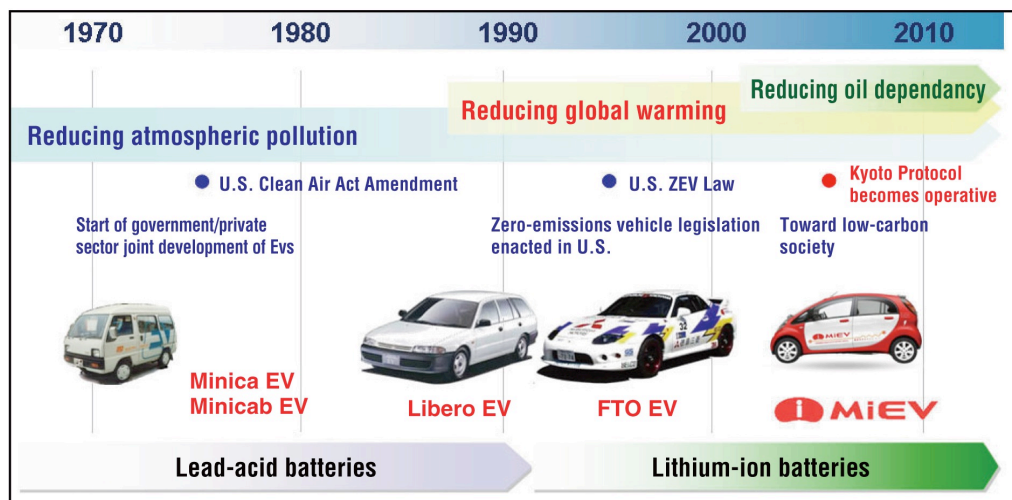 1970 1980 1990 2000 2010
Reducing oil dependancy
Reducing global warming
Reducing atmospheric pollution
U.S. Clean Air Act Amendment
U.S. ZEV Law
Kyoto Protocol
becomes operative
Start of government/private
sector joint development of Evs
Zero-emissions vehicle legislation
enacted in U.S.
Toward low-carbon
society
32
i MiEV
Minica EV
Minicab EV
Libero EV
FTO EV
i MiEV
Lead-acid batteries
Lithium-ion batteries